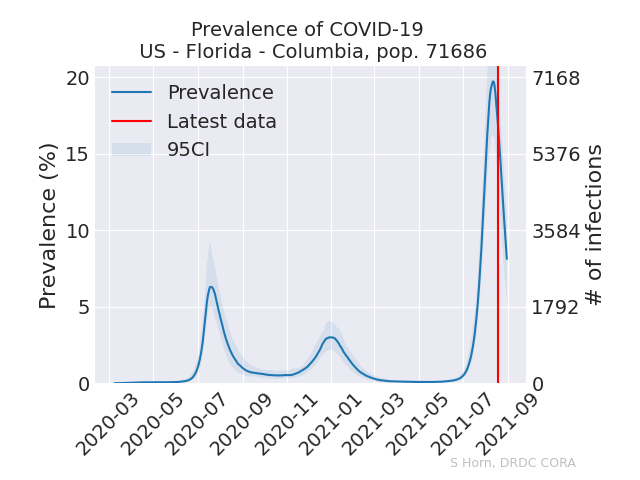 Prevalence of COVID-19
US - Florida - Columbia, pop. 71686
Prevalence
Latest data
95CI
Prevalence (%)
20
15
10
5
0
7168
5376
3584
1792
0
# of infections
2020-03
2020-05
2020-07
2020-09
2020-11
2021-01
2021-03
2021-05
2021-07
2021-09
S Horn, DRDC CORA